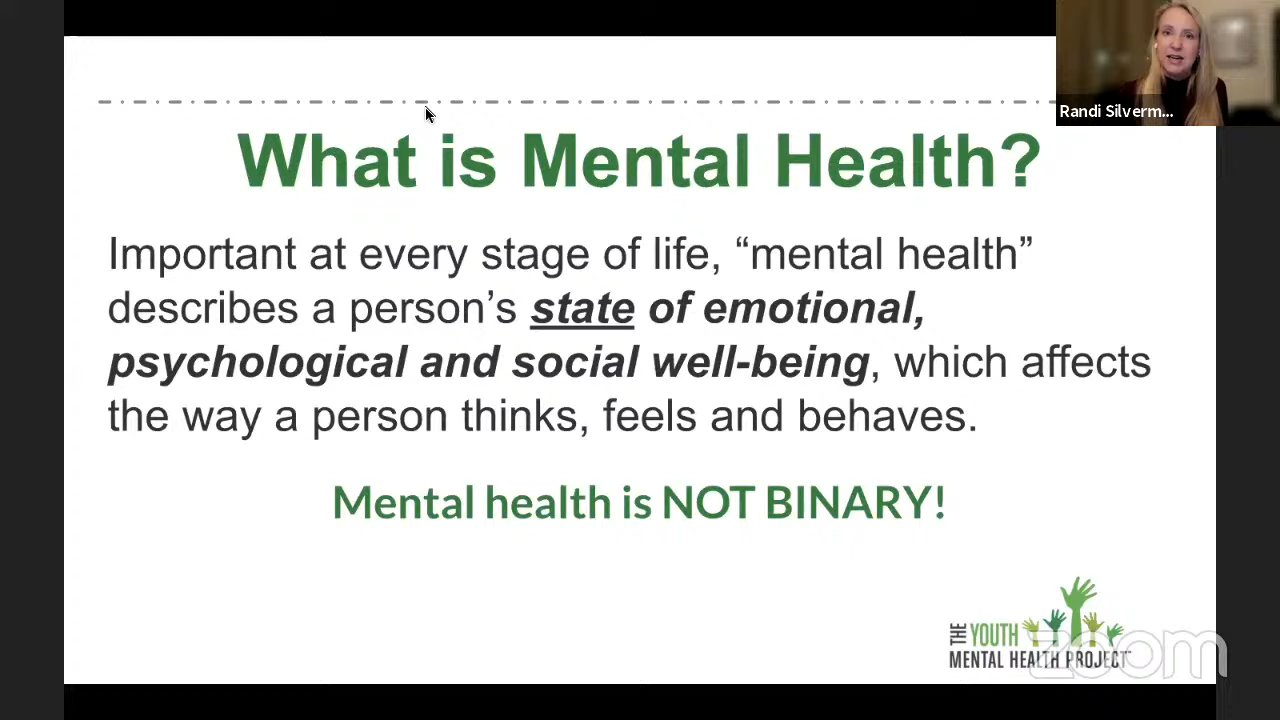 Randi Silverm...
What is Mental Health?
Important at every stage of life, “mental health”
describes a person’s state of emotional,
psychological and social well-being, which affects
the way a person thinks, feels and behaves.
Mental health is NOT BINARY!
THE YOUTH
MENTAL HEALTH PROJECT
zoom